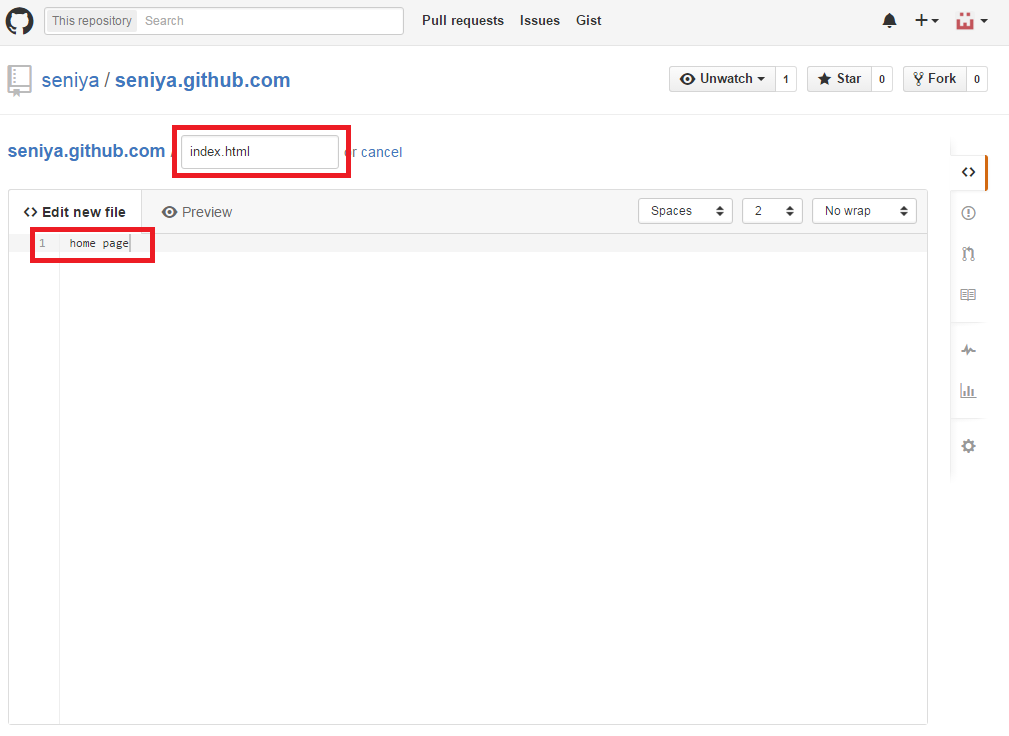 This repository Search Pull requests Issues Gist
seniya / seniya.github.com Unwatch 1 Star 0 Fork 0
seniya.github.com / index.html or cancel
<> Edit new file Preview Spaces 2 No wrap
1 home page